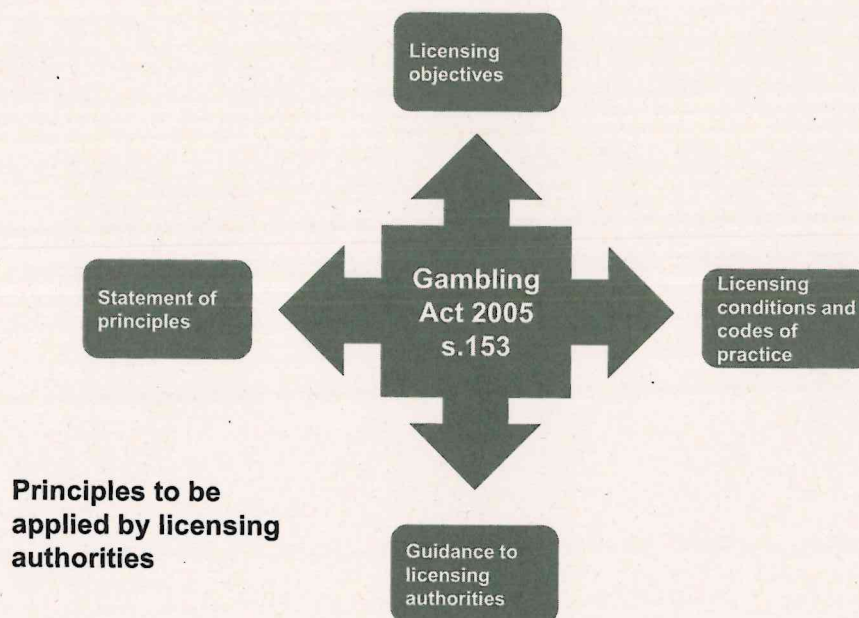 Licensing
objectives
Statement of
principles
Gambling
Act 2005
s.153
Licensing
conditions and
codes of
practice
Principles to be
applied by licensing
authorities
Guidance to
licensing
authorities